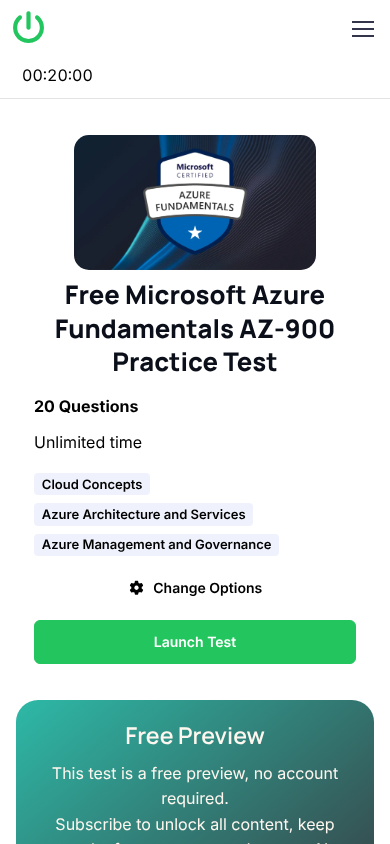 00:20:00
Microsoft
CERTIFIED
AZURE
FUNDAMENTALS
Free Microsoft Azure
Fundamentals AZ-900
Practice Test
20 Questions
Unlimited time
Cloud Concepts
Azure Architecture and Services
Azure Management and Governance
Change Options
Launch Test
Free Preview
This test is a free preview, no account
required.
Subscribe to unlock all content, keep